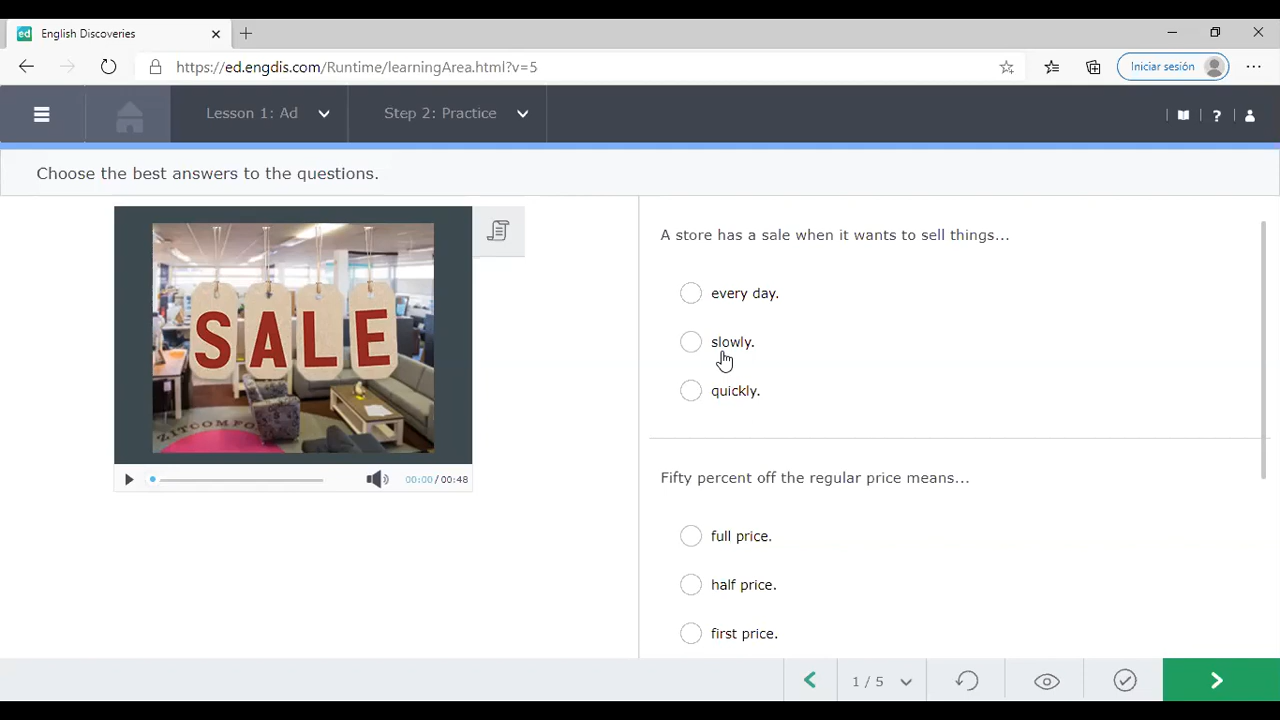 ed English Discoveries
https://ed.engdis.com/Runtime/learningArea.html?v=5
Iniciar sesión
Lesson 1: Ad
Step 2: Practice
?
Choose the best answers to the questions.
SALE
ZITCOMFO
00:00 / 00:48
A store has a sale when it wants to sell things...
every day.
slowly.
quickly.
Fifty percent off the regular price means...
full price.
half price.
first price.
1 / 5